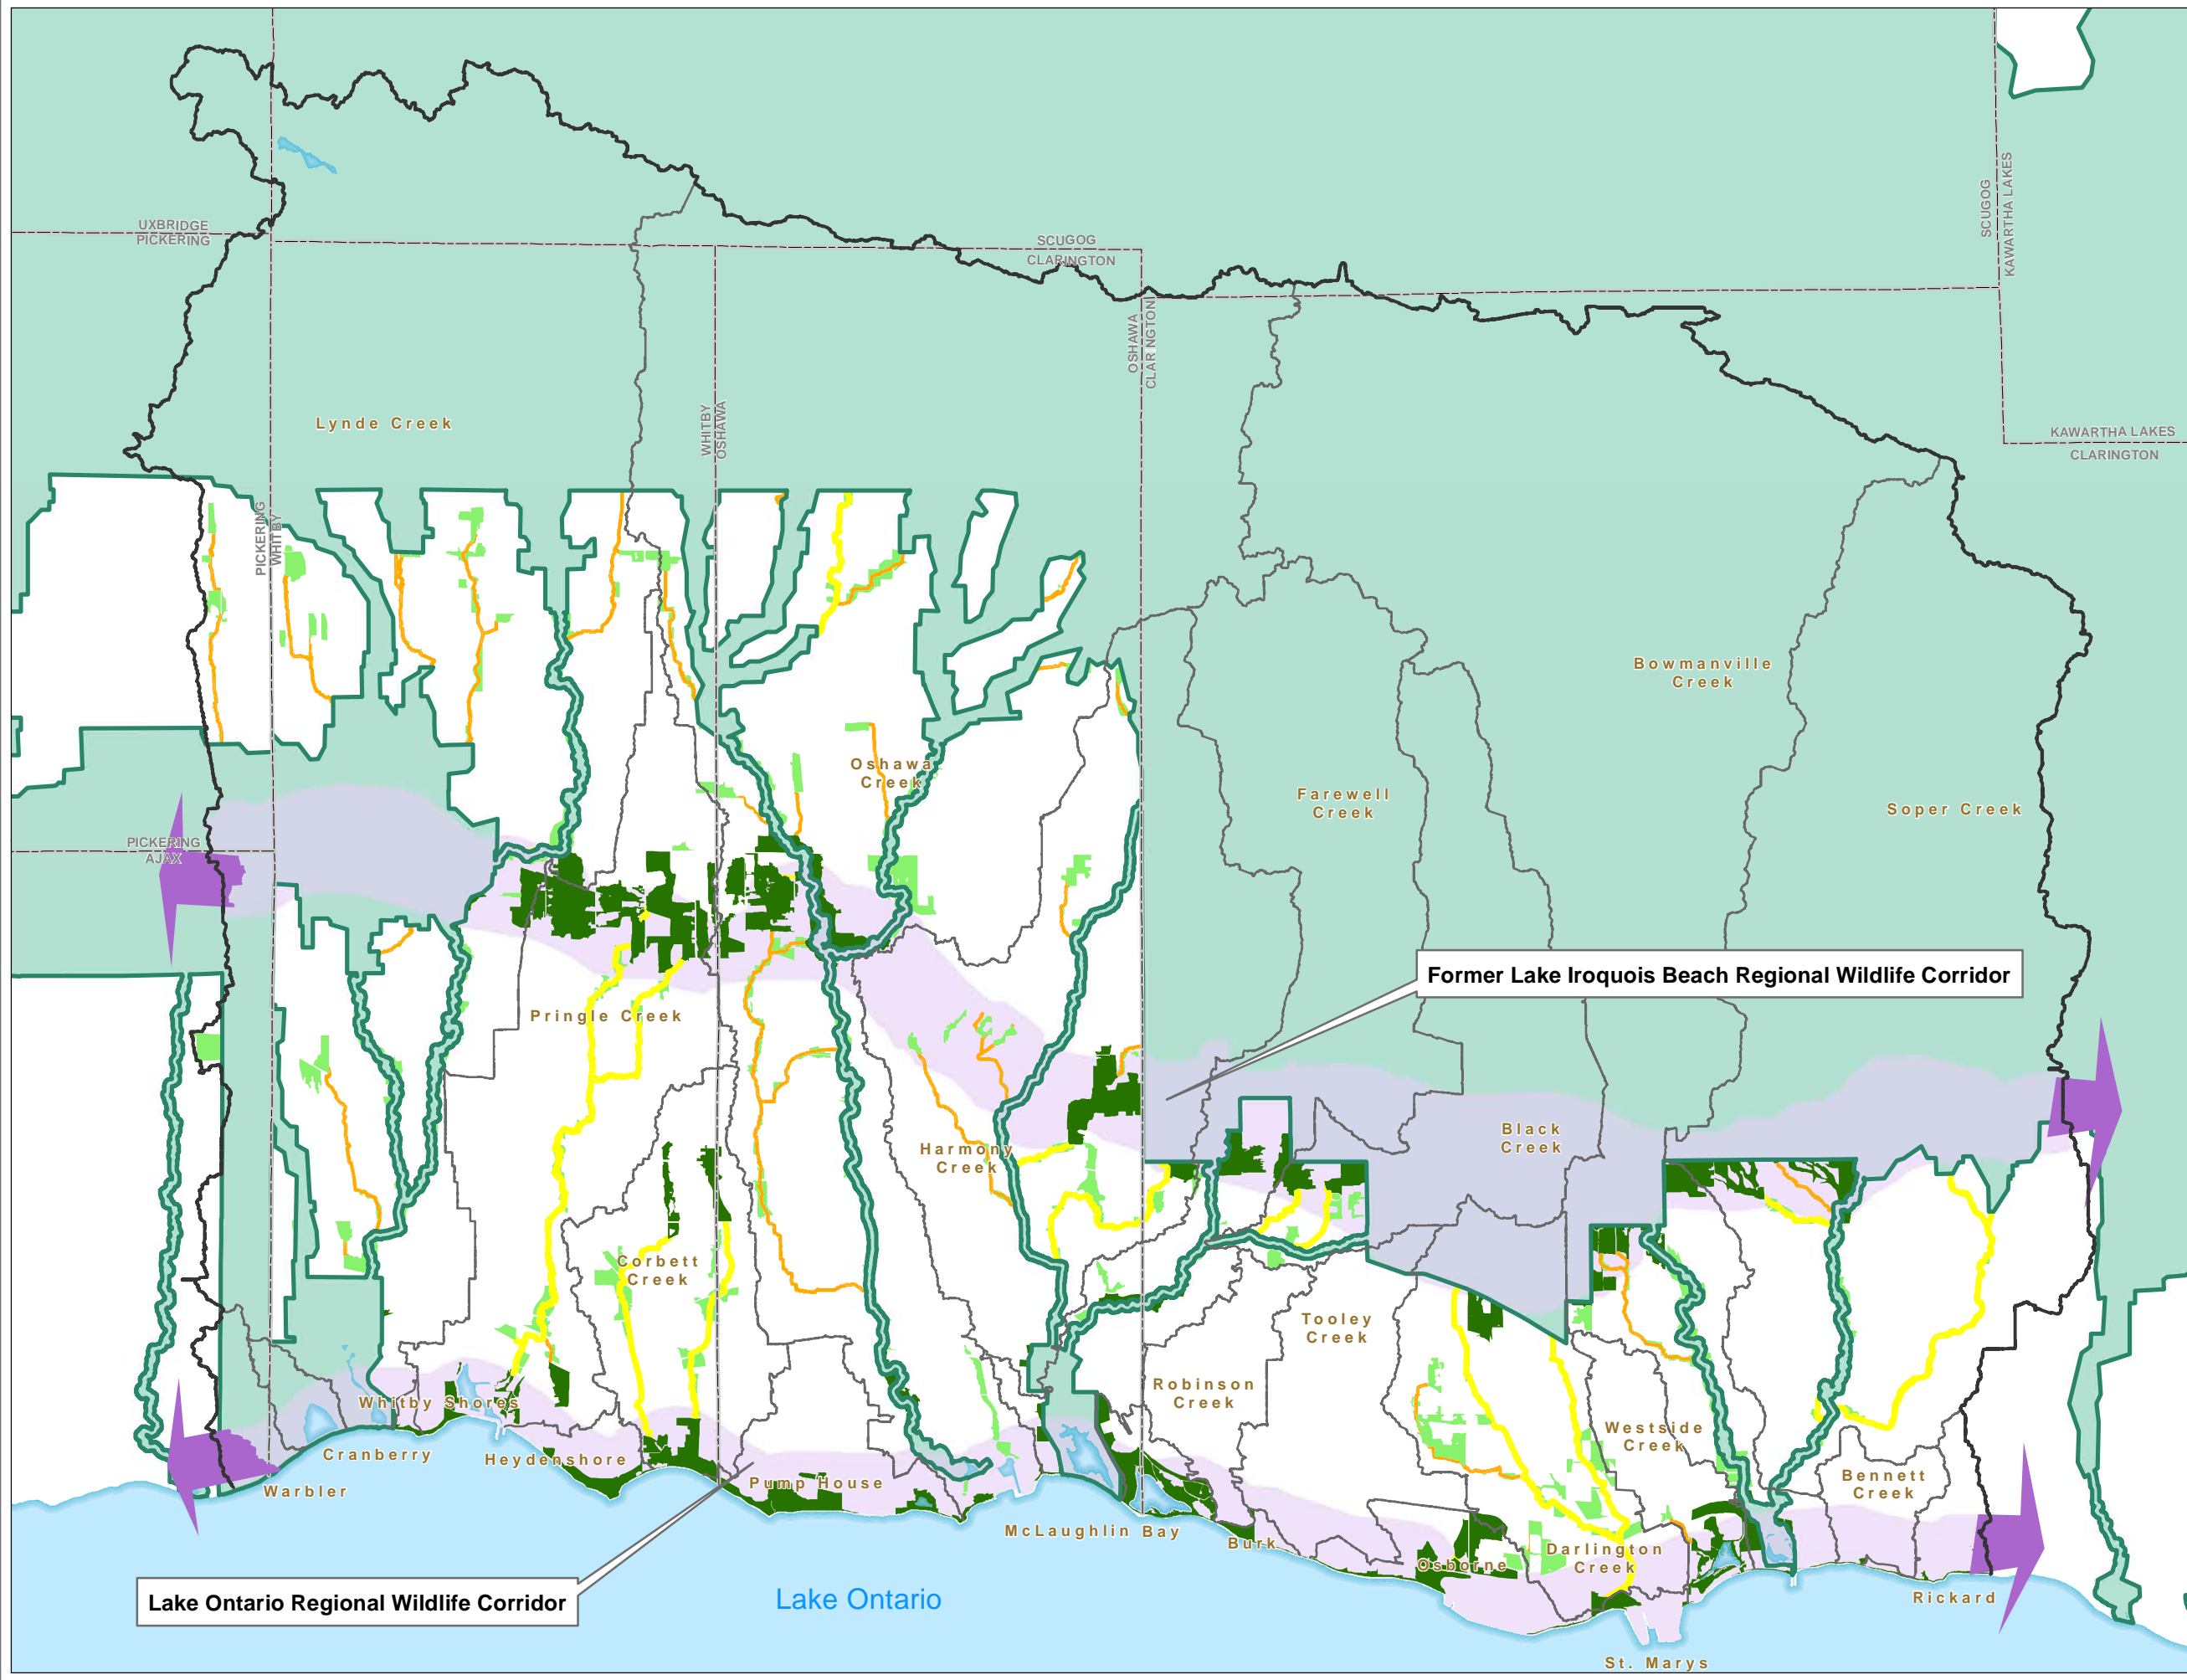 UXBRIDGE
PICKERING
SCUGOG
CLARINGTON
SCUGOG
KAWARTHA LAKES
OSHAWA
CLAR NGTONI
WHITBY
OSHAWA
KAWARTHA LAKES
CLARINGTON
Lynde Creek
PICKERING
WHITBY
Bowmanville
Creek
Oshawa
Creek
Farewell
Creek
Soper Creek
PICKERING
AJAX
Former Lake Iroquois Beach Regional Wildlife Corridor
Pringle Creek
Harmony
Creek
Black
Creek
Corbett
Creek
Tooley
Creek
Robinson
Creek
Whitby Shores
Westside
Creek
Cranberry
Heydenshore
Pump House
Bennett
Creek
Warbler
McLaughlin Bay
Burk
Osborne
Darlington
Creek
Lake Ontario Regional Wildlife Corridor
Lake Ontario
Rickard
St. Marys